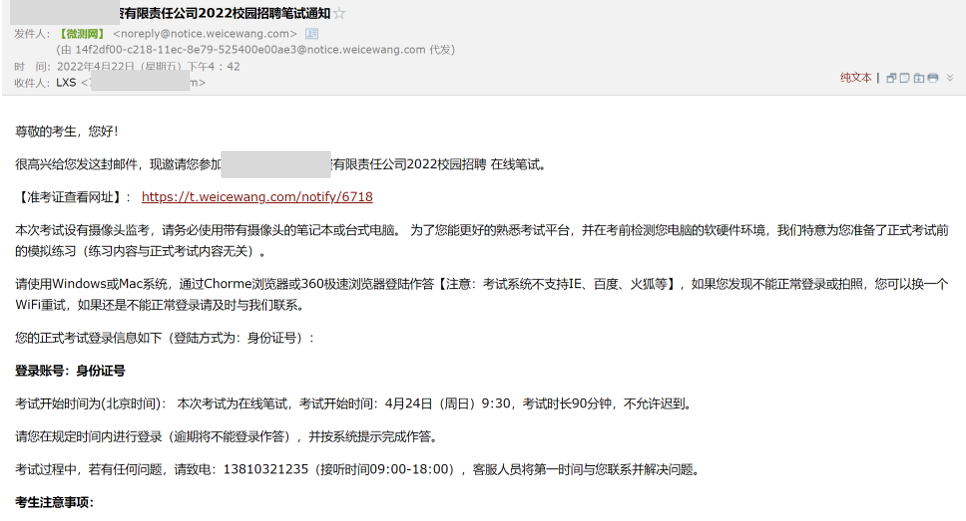 有限责任公司2022校园招聘笔试通知☆
发件人：【微测网】 <noreply@notice.weicewang.com>
(由 14f2df00-c218-11ec-8e79-525400e00ae3@notice.weicewang.com 代发)
时 间：2022年4月22日（星期五）下午4：42
收件人：LXS <
m>
纯文本 |
尊敬的考生，您好！
很高兴给您发这封邮件，现邀请您参加 有限责任公司2022校园招聘 在线笔试。
【准考证查看网址】： https://t.weicewang.com/notify/6718
本次考试设有摄像头监考，请务必使用带有摄像头的笔记本或台式电脑。 为了您能更好的熟悉考试平台，并在考前检测您电脑的软硬件环境，我们特意为您准备了正式考试前
的模拟练习（练习内容与正式考试内容无关）。
请使用Windows或Mac系统，通过Chorme浏览器或360极速浏览器登陆作答【注意：考试系统不支持IE、百度、火狐等】，如果您发现不能正常登录或拍照，您可以换一个
WiFi重试，如果还是不能正常登录请及时与我们联系。
您的正式考试登录信息如下（登陆方式为：身份证号）：
登录账号：身份证号
考试开始时间为(北京时间)： 本次考试为在线笔试，考试开始时间：4月24日（周日）9:30，考试时长90分钟，不允许迟到。
请您在规定时间内进行登录（逾期将不能登录作答），并按系统提示完成作答。
考试过程中，若有任何问题，请致电：13810321235（接听时间09:00-18:00），客服人员将第一时间与您联系并解决问题。
考生注意事项：